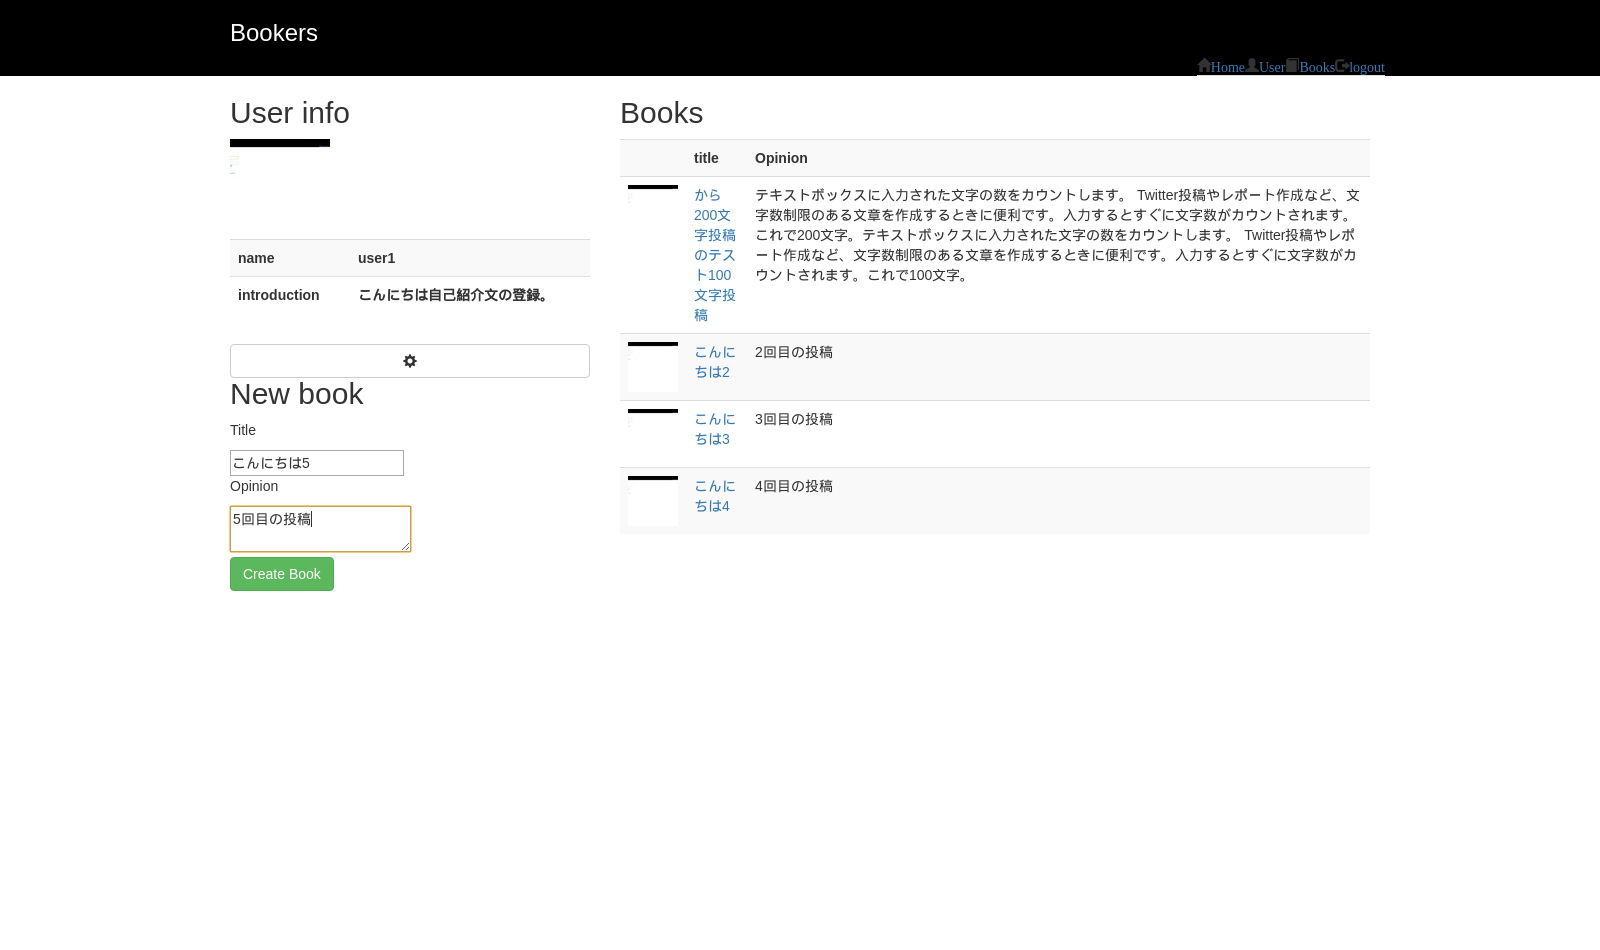 Bookers
Home User Books logout
User info
name user1
introduction こんにちは自己紹介文の登録。
New book
Title
こんにちは5
Opinion
5回目の投稿
Create Book
Books
title Opinion
から
200文
字投稿
のテス
ト100
文字投
稿
テキストボックスに入力された文字の数をカウントします。 Twitter投稿やレポート作成など、文
字数制限のある文章を作成するときに便利です。入力するとすぐに文字数がカウントされます。
これで200文字。テキストボックスに入力された文字の数をカウントします。 Twitter投稿やレポ
ート作成など、文字数制限のある文章を作成するときに便利です。入力するとすぐに文字数がカ
ウントされます。これで100文字。
こんに
ちは2
2回目の投稿
こんに
ちは3
3回目の投稿
こんに
ちは4
4回目の投稿